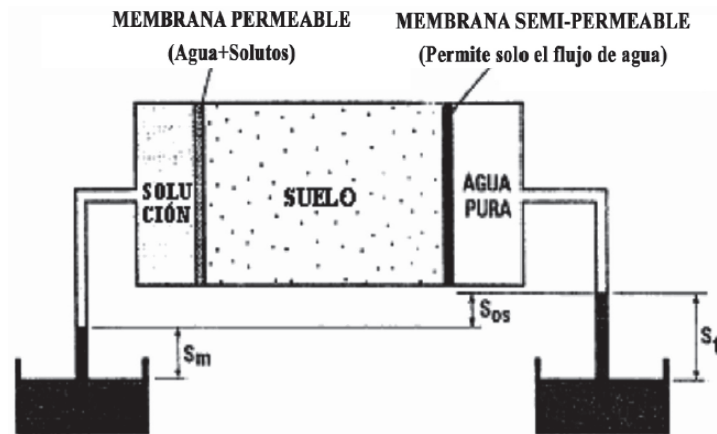 MEMBRANA PERMEABLE
(Agua+Solutos)
MEMBRANA SEMI-PERMEABLE
(Permite solo el flujo de agua)
SOLU
CIÓN
SUELO
AGUA
PURA
Sm
Sos
St